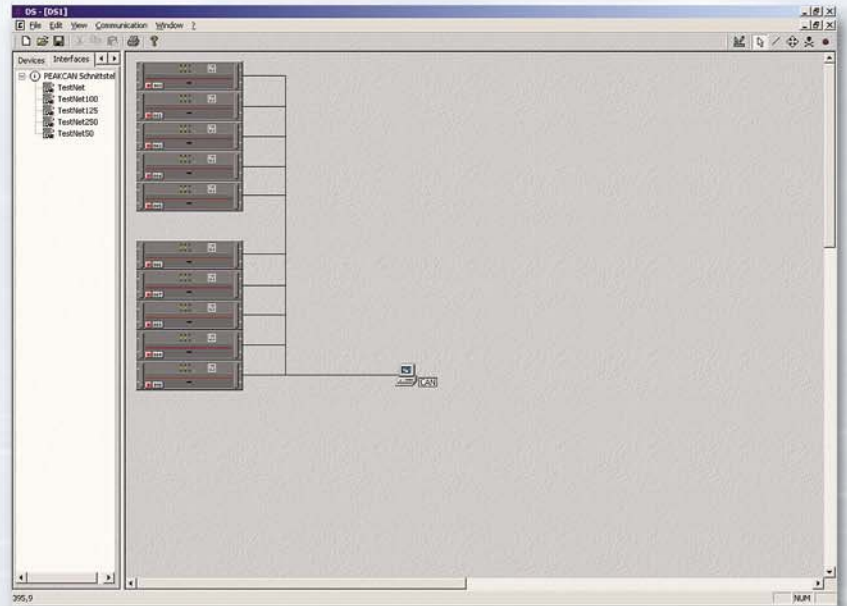 DS - [DS1]
File Edit View Communication Window ?
Devices Interfaces
PEAKCAN Schnittstel
TestNet
TestNet100
TestNet125
TestNet250
TestNet50
CAN
395,9
NUM